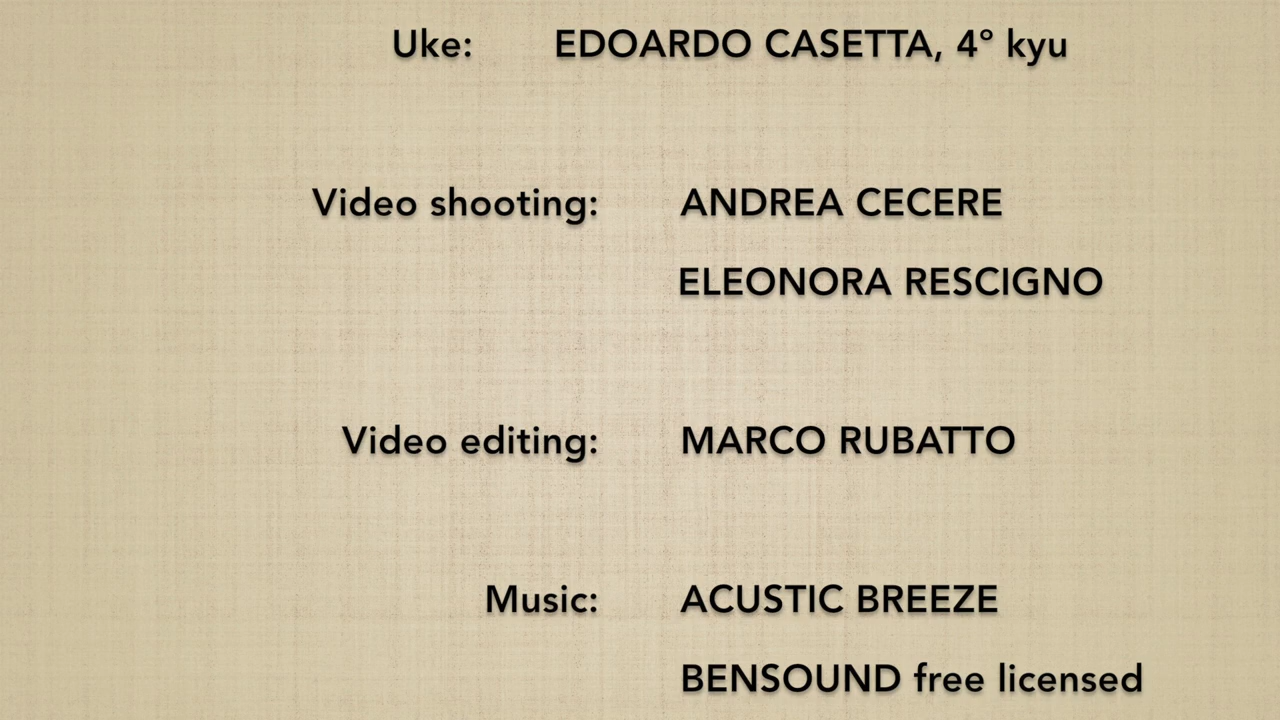 Uke: EDOARDO CASETTA, 4° kyu
Video shooting: ANDREA CECERE
ELEONORA RESCIGNO
Video editing: MARCO RUBATTO
Music: ACUSTIC BREEZE
BENSOUND free licensed